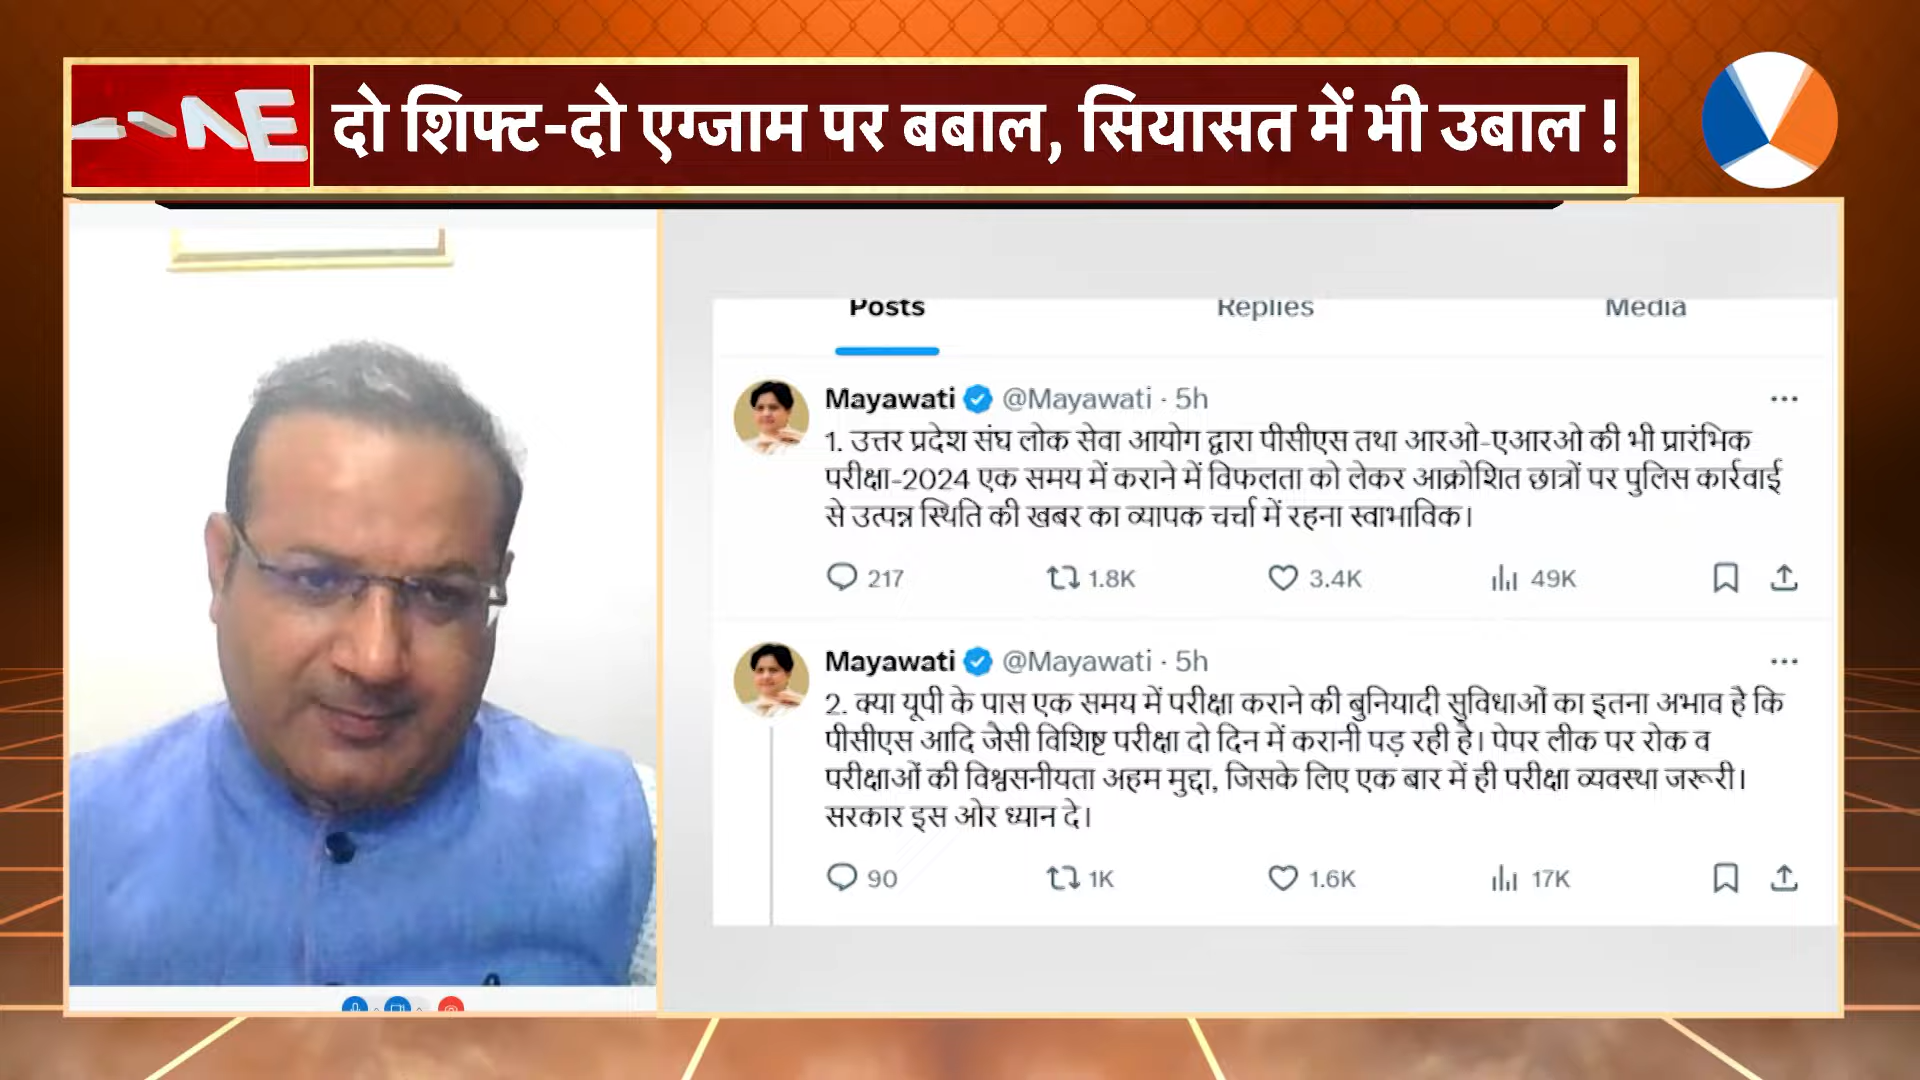 NE
दो शिफ्ट-दो एग्जाम पर बबाल, सियासत में भी उबाल !
Posts Replies Media
Mayawati @Mayawati · 5h
1. उत्तर प्रदेश संघ लोक सेवा आयोग द्वारा पीसीएस तथा आरओ-एआरओ की भी प्रारंभिक
परीक्षा-2024 एक समय में कराने में विफलता को लेकर आक्रोशित छात्रों पर पुलिस कार्रवाई
से उत्पन्न स्थिति की खबर का व्यापक चर्चा में रहना स्वाभाविक।
217 1.8K 3.4K 49K
Mayawati @Mayawati · 5h
2. क्या यूपी के पास एक समय में परीक्षा कराने की बुनियादी सुविधाओं का इतना अभाव है कि
पीसीएस आदि जैसी विशिष्ट परीक्षा दो दिन में करानी पड़ रही है। पेपर लीक पर रोक व
परीक्षाओं की विश्वसनीयता अहम मुद्दा, जिसके लिए एक बार में ही परीक्षा व्यवस्था जरूरी।
सरकार इस ओर ध्यान दे।
90 1K 1.6K 17K